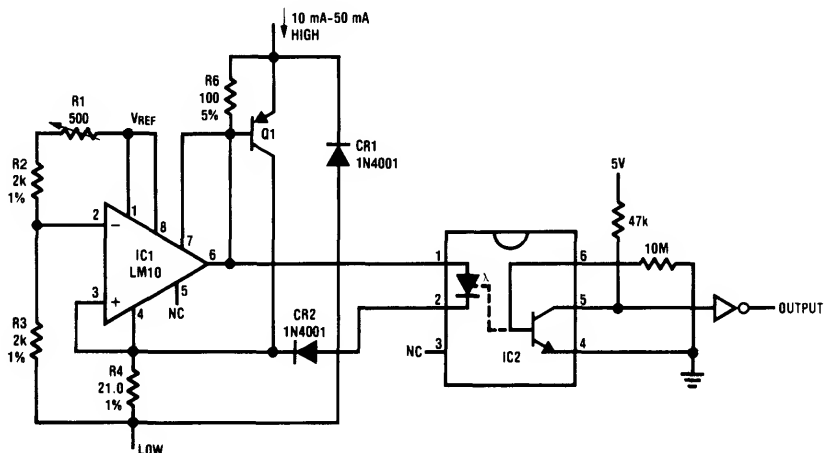 10 mA-50 mA
HIGH
R6
100
5%
R1
500
VREF
Q1
CR1
1N4001
R2
2k
1%
5V
47k
2
1
8
7
IC1
LM10
6
5
NC
3
4
10M
1
6
λ
2
5
OUTPUT
NC
3
4
IC2
CR2
1N4001
R3
2k
1%
R4
21.0
1%
LOW
−
+